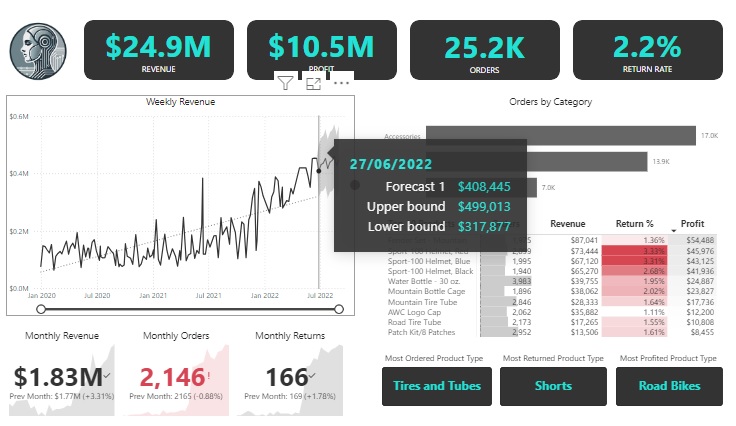 $24.9M
REVENUE
$10.5M
PROFIT
25.2K
ORDERS
2.2%
RETURN RATE
Weekly Revenue
$0.6M
$0.4M
$0.2M
$0.0M
Jan 2020 Jul 2020 Jan 2021 Jul 2021 Jan 2022 Jul 2022
27/06/2022
Forecast 1 $408,445
Upper bound $499,013
Lower bound $317,877
Orders by Category
Accessories
17.0K
13.9K
7.0K
Revenue Return % Profit
$87,041 1.36% $54,488
Sport-100 Helmet, Red $73,444 3.33% $45,976
Sport-100 Helmet, Blue 1,995 $67,120 3.31% $43,125
Sport-100 Helmet, Black 1,940 $65,270 2.68% $41,936
Water Bottle - 30 oz. 3,983 $39,755 1.95% $24,887
Mountain Bottle Cage 1,896 $38,062 2.02% $23,827
Mountain Tire Tube 2,846 $28,333 1.64% $17,736
AWC Logo Cap 2,062 $35,882 1.11% $12,200
Road Tire Tube 2,173 $17,265 1.55% $10,808
Patch Kit/8 Patches 2,952 $13,506 1.61% $8,455
Monthly Revenue
$1.83M
Prev Month: $1.77M (+3.31%)
Monthly Orders
2,146!
Prev Month: 2165 (-0.88%)
Monthly Returns
166
Prev Month: 169 (+1.78%)
Most Ordered Product Type
Tires and Tubes
Most Returned Product Type
Shorts
Most Profited Product Type
Road Bikes